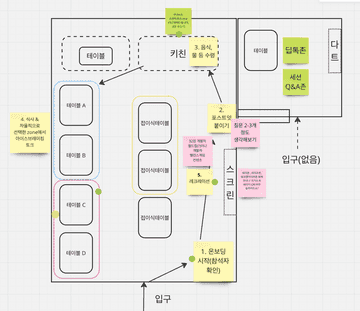 테이블
키친
3. 음식,
물 등 수령
테이블
딥톡존
세션
Q&A존
다트
테이블 A
테이블 B
테이블 C
테이블 D
4. 식사 &
자율적으로
선택한 zone에서
아이스브레이킹
토크
접이식테이블
접이식테이블
접이식테이블
2.
포스트잇
붙이기
질문 2-3개
정도
생각해보기
5.
레크레이션
스크린
입구(없음)
1. 온보딩
시작(참석자
확인)
입구